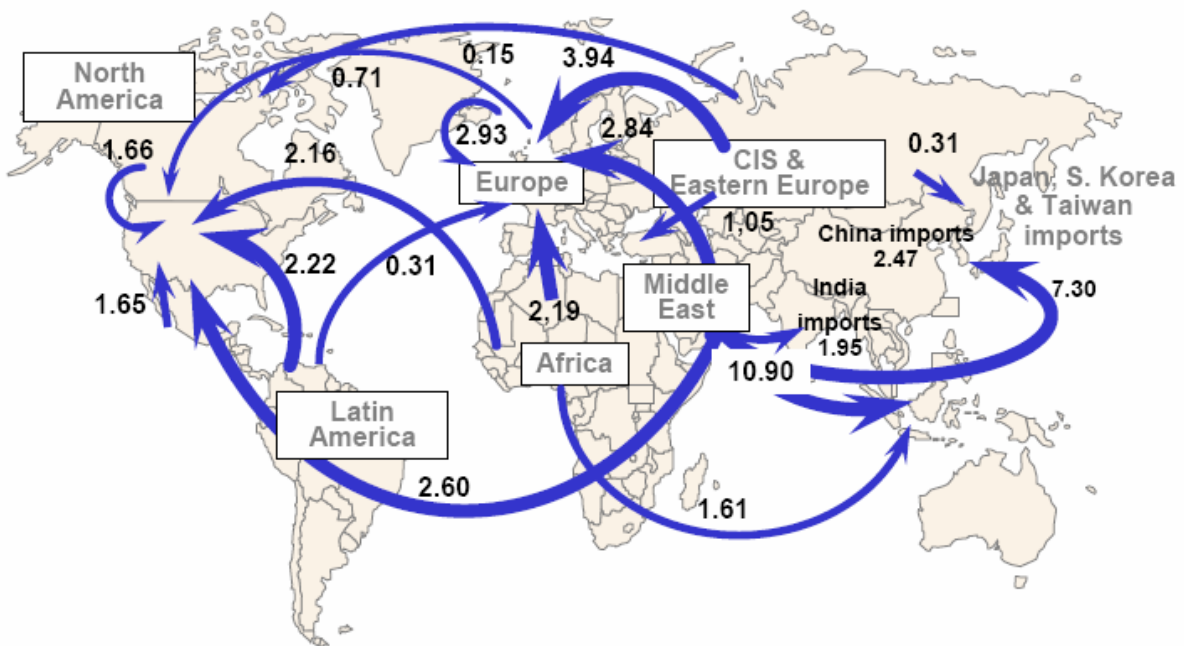 0.15
3.94
North
America
0.71
1.66
2.16
2.93
2.84
0.31
Europe
CIS &
Eastern Europe
Japan, S. Korea
& Taiwan
imports
1,05
China imports
2.47
2.22
0.31
Middle
East
India
imports
1.95
7.30
1.65
2,19
Africa
10.90
Latin
America
2.60
1.61